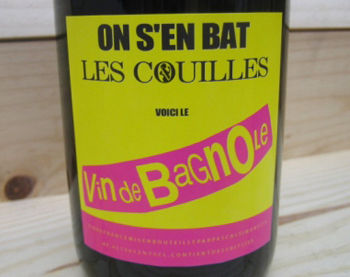 ON S'EN BAT
LES COUILLES
VOICI LE
Vin de BagnOLe